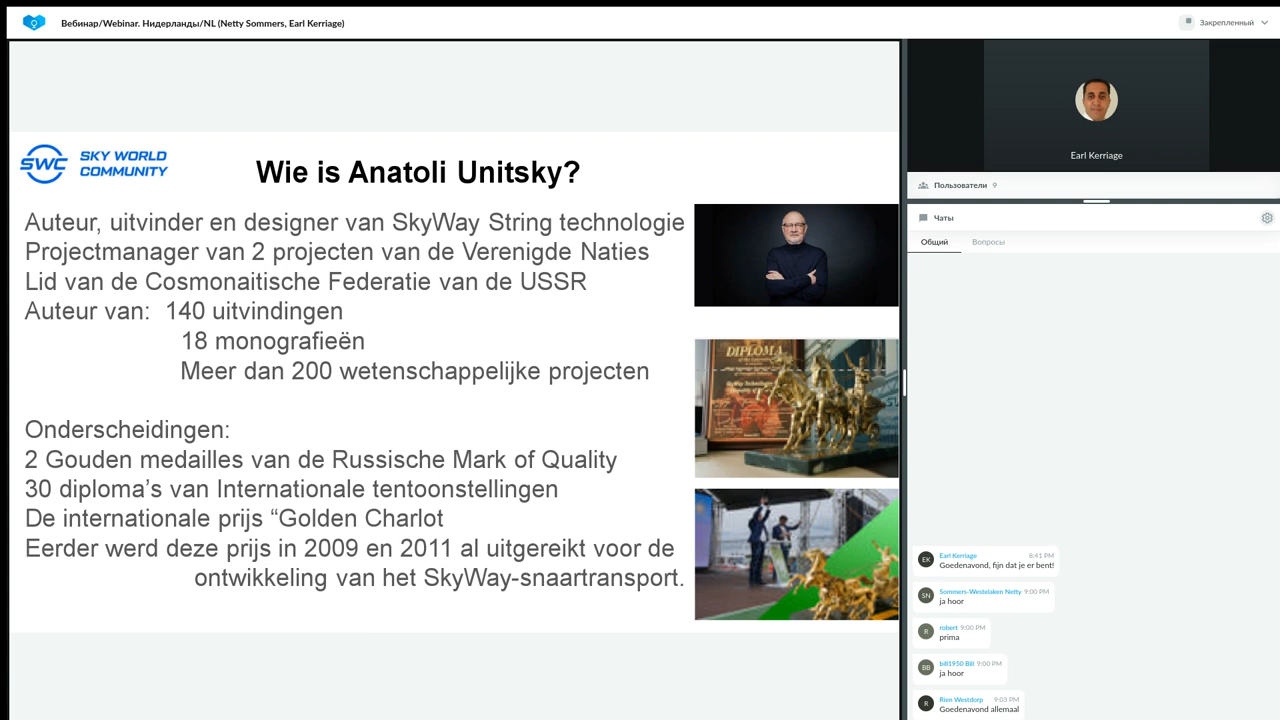 Вебинар/Webinar. Нидерланды/NL (Netty Sommers, Earl Kerriage)
Закрепленный
SWC SKY WORLD
COMMUNITY
Wie is Anatoli Unitsky?
Auteur, uitvinder en designer van SkyWay String technologie
Projectmanager van 2 projecten van de Verenigde Naties
Lid van de Cosmonaitische Federatie van de USSR
Auteur van: 140 uitvindingen
18 monografieën
Meer dan 200 wetenschappelijke projecten
Onderscheidingen:
2 Gouden medailles van de Russische Mark of Quality
30 diploma’s van Internationale tentoonstellingen
De internationale prijs “Golden Charlot
Eerder werd deze prijs in 2009 en 2011 al uitgereikt voor de
ontwikkeling van het SkyWay-snaartransport.
DIPLOMA
Earl Kerriage
Пользователи 9
Чаты
Общий Вопросы
EK Earl Kerriage 8:41 PM
Goedenavond, fijn dat je er bent!
SN Sommers-Westelaken Netty 9:00 PM
ja hoor
R robert 9:00 PM
prima
BB bill1950 Bill 9:00 PM
ja hoor
R Rien Westdorp 9:03 PM
Goedenavond allemaal